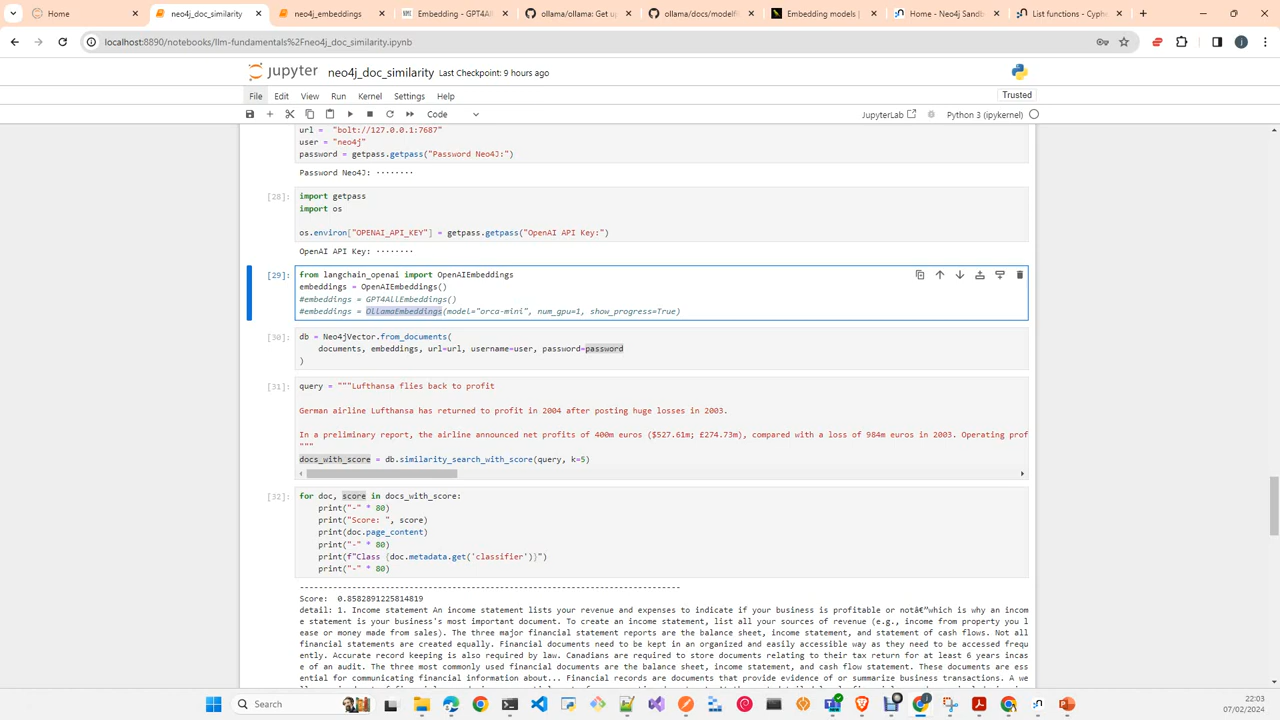 Home
neo4j_doc_similarity
neo4j_embeddings
Embedding - GPT4All
ollama/ollama: Get up
ollama/docs/modelfil
Embedding models |
Home - Neo4j Sandb
List functions - Cyphe
localhost:8890/notebooks/llm-fundamentals%2Fneo4j_doc_similarity.ipynb
jupyter neo4j_doc_similarity Last Checkpoint: 9 hours ago
File Edit View Run Kernel Settings Help
Trusted
Code
JupyterLab
Python 3 (ipykernel)
url = "bolt://127.0.0.1:7687"
user = "neo4j"
password = getpass.getpass("Password Neo4J:")
Password Neo4J: ········
[28]:
import getpass
import os
os.environ["OPENAI_API_KEY"] = getpass.getpass("OpenAI API Key:")
OpenAI API Key: ········
[29]:
from langchain_openai import OpenAIEmbeddings
embeddings = OpenAIEmbeddings()
#embeddings = GPT4AllEmbeddings()
#embeddings = OllamaEmbeddings(model="orca-mini", num_gpu=1, show_progress=True)
[30]:
db = Neo4jVector.from_documents(
documents, embeddings, url=url, username=user, password=password
)
[31]:
query = """Lufthansa flies back to profit
German airline Lufthansa has returned to profit in 2004 after posting huge losses in 2003.
In a preliminary report, the airline announced net profits of 400m euros ($527.61m; £274.73m), compared with a loss of 984m euros in 2003. Operating prof
"""
docs_with_score = db.similarity_search_with_score(query, k=5)
[32]:
for doc, score in docs_with_score:
print("-" * 80)
print("Score: ", score)
print(doc.page_content)
print("-" * 80)
print(f"Class {doc.metadata.get('classifier')}")
print("-" * 80)
--------------------------------------------------------------------------------
Score: 0.8582891225814819
detail: 1. Income statement An income statement lists your revenue and expenses to indicate if your business is profitable or notâ€"which is why an incom
e statement is your business's most important document. To create an income statement, list all your sources of revenue (e.g., income from property you l
ease or money made from sales). The three major financial statement reports are the balance sheet, income statement, and statement of cash flows. Not all
financial statements are created equally. Financial documents need to be kept in an organized and easily accessible way as they need to be accessed frequ
ently. Accurate record keeping is also required by law. Canadians are required to store documents relating to their tax return for at least 6 years incas
e of an audit. The three most commonly used financial documents are the balance sheet, income statement, and cash flow statement. These documents are ess
ential for communicating financial information about... Financial records are documents that provide evidence of or summarize business transactions. A we
Search
22:03
07/02/2024